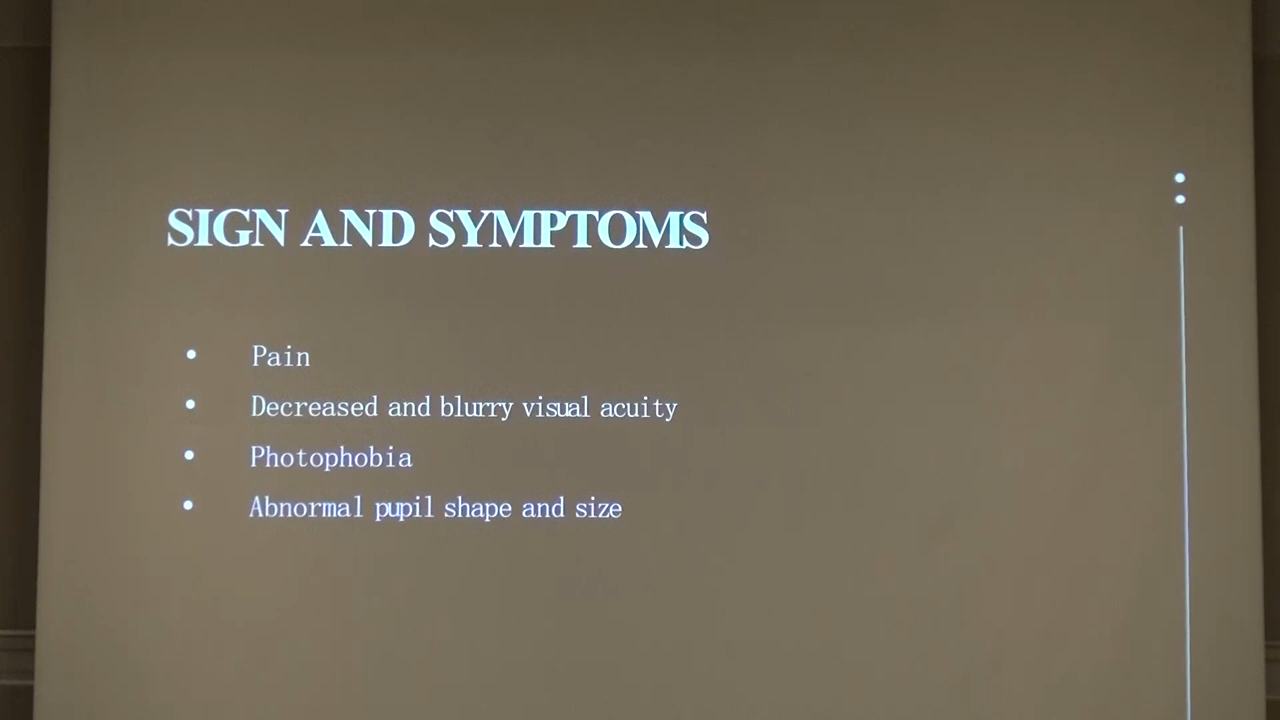 SIGN AND SYMPTOMS
• Pain
• Decreased and blurry visual acuity
• Photophobia
• Abnormal pupil shape and size